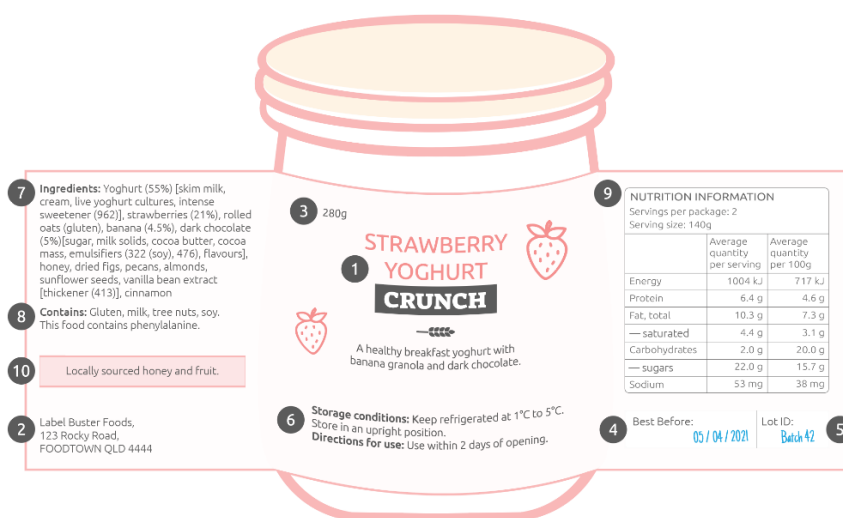 7
Ingredients: Yoghurt (55%) [skim milk,
cream, live yoghurt cultures, intense
sweetener (962)], strawberries (21%), rolled
oats (gluten), banana (4.5%), dark chocolate
(5%)[sugar, milk solids, cocoa butter, cocoa
mass, emulsifiers (322 (soy), 476), flavours],
honey, dried figs, pecans, almonds,
sunflower seeds, vanilla bean extract
[thickener (413)], cinnamon
8
Contains: Gluten, milk, tree nuts, soy.
This food contains phenylalanine.
10
Locally sourced honey and fruit.
2
Label Buster Foods,
123 Rocky Road,
FOODTOWN QLD 4444
3 280g
1
STRAWBERRY
YOGHURT
CRUNCH
A healthy breakfast yoghurt with
banana granola and dark chocolate.
6
Storage conditions: Keep refrigerated at 1°C to 5°C.
Store in an upright position.
Directions for use: Use within 2 days of opening.
9
NUTRITION INFORMATION
Servings per package: 2
Serving size: 140g
Average quantity per serving Average quantity per 100g
Energy 1004 kJ 717 kJ
Protein 6.4 g 4.6 g
Fat, total 10.3 g 7.3 g
— saturated 4.4 g 3.1 g
Carbohydrates 2.0 g 20.0 g
— sugars 22.0 g 15.7 g
Sodium 53 mg 38 mg
4
Best Before:
05 / 04 / 2021
Lot ID:
Batch 42
5